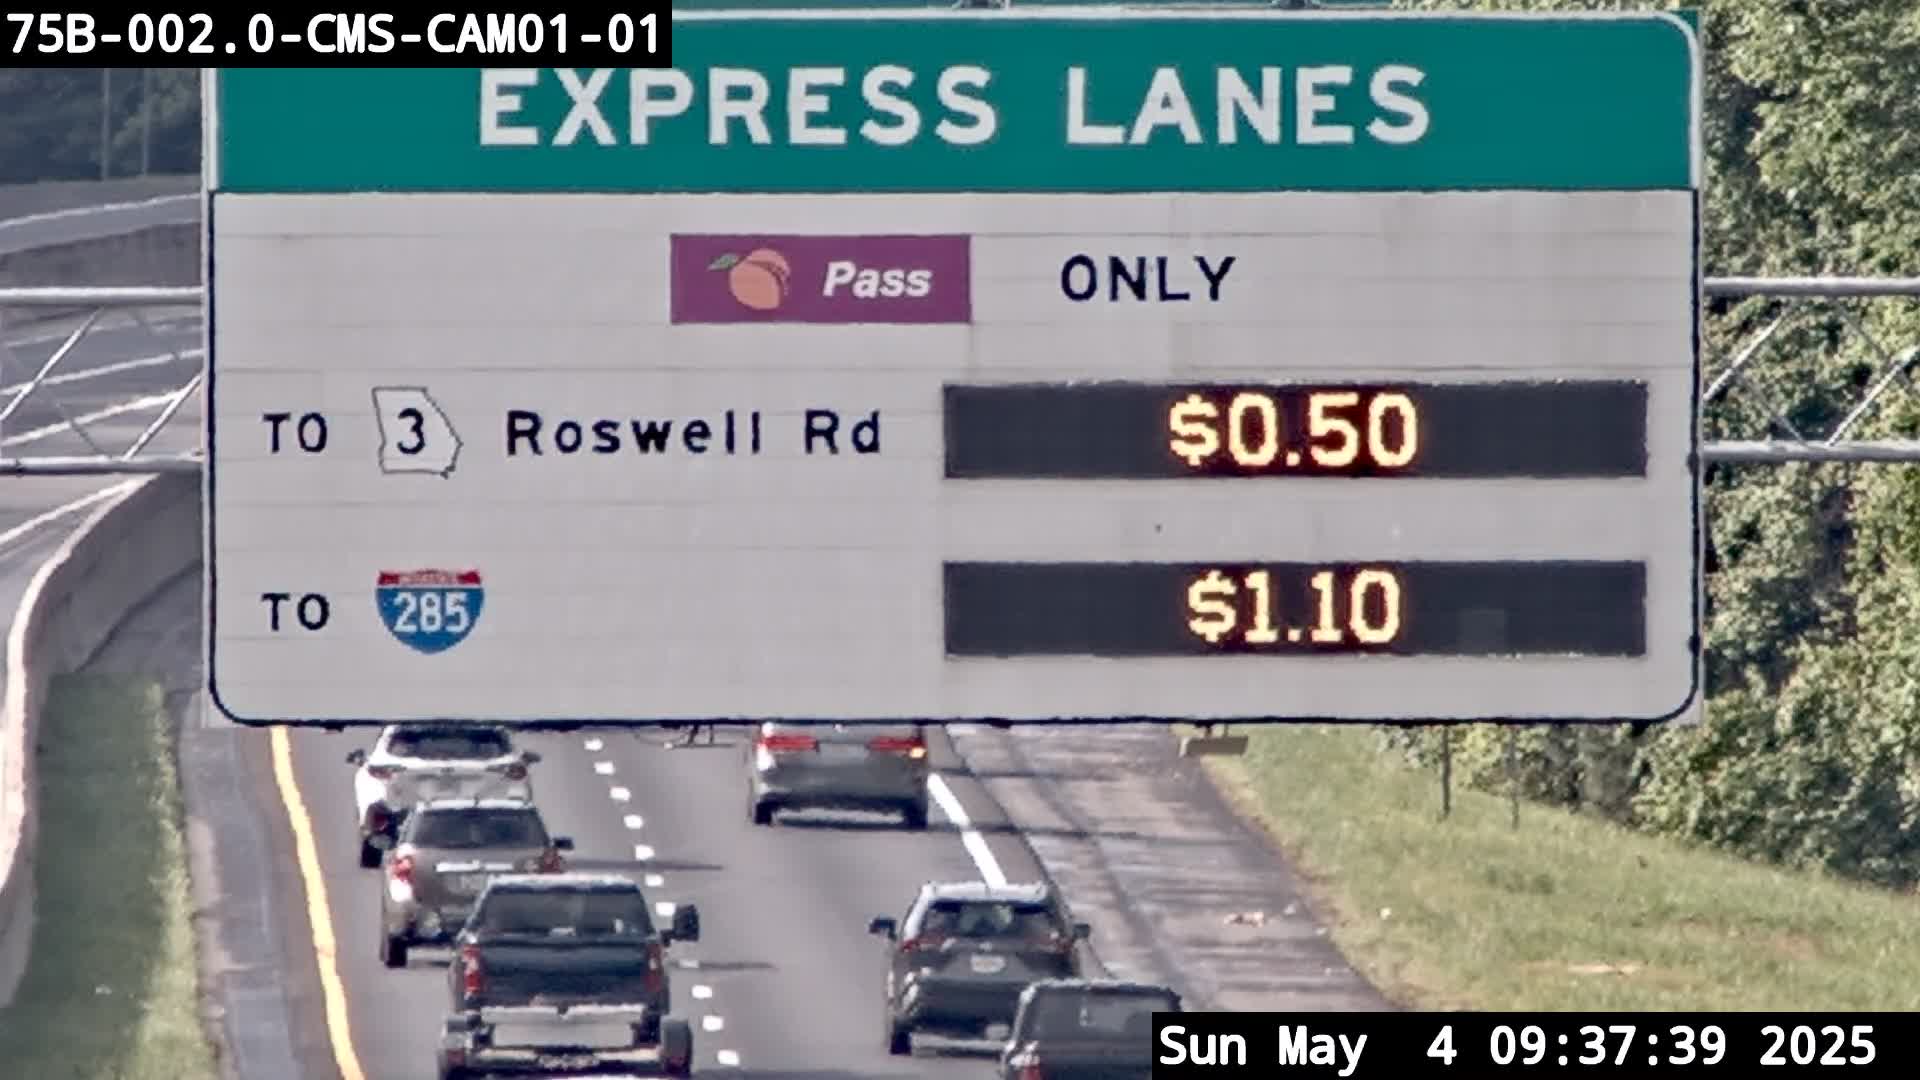 75B-002.0-CMS-CAM01-01
EXPRESS LANES
Pass ONLY
TO 3 Roswell Rd $0.50
TO 285 $1.10
Sun May 4 09:37:39 2025